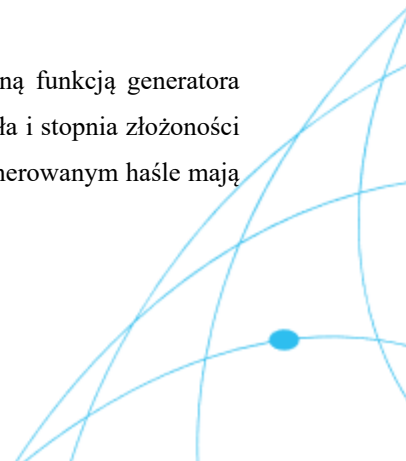 ną funkcją generatora
ła i stopnia złożoności
nerowanym haśle mają